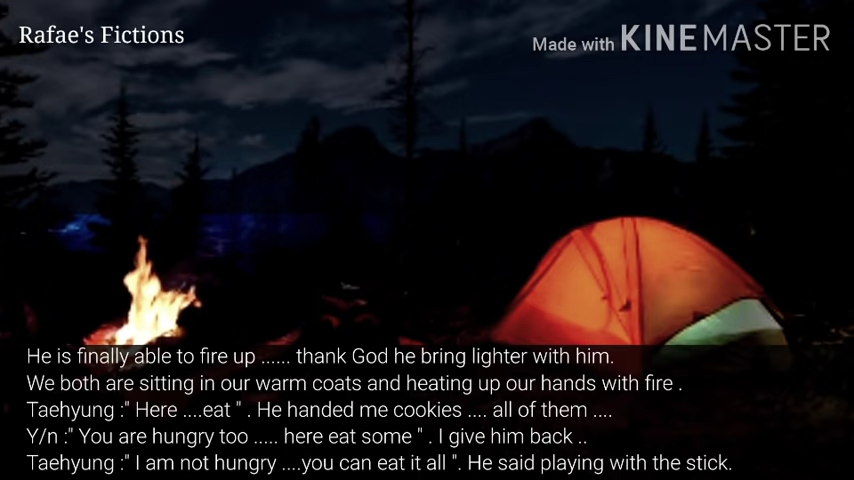 Rafae's Fictions
Made with KINEMASTER
He is finally able to fire up ...... thank God he bring lighter with him.
We both are sitting in our warm coats and heating up our hands with fire .
Taehyung :" Here ....eat " . He handed me cookies .... all of them ....
Y/n :" You are hungry too ..... here eat some " . I give him back ..
Taehyung :" I am not hungry ....you can eat it all ". He said playing with the stick.